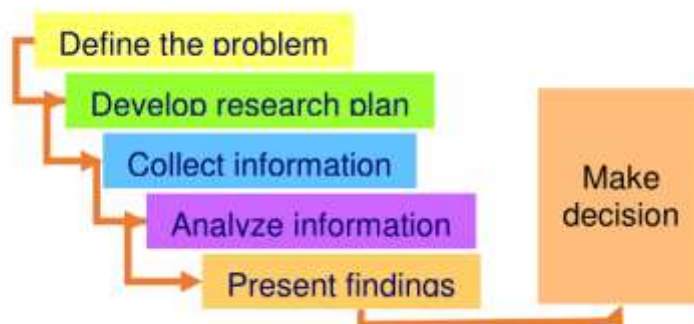 Define the problem
Develop research plan
Collect information
Analyze information
Present findings
Make
decision